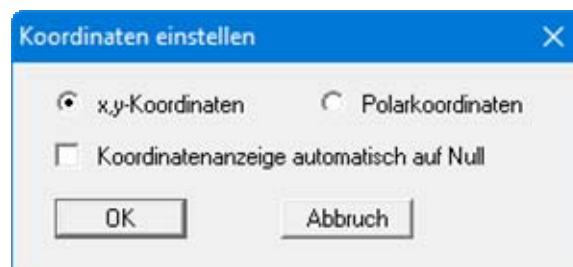 Koordinaten einstellen
x,y-Koordinaten Polarkoordinaten
Koordinatenanzeige automatisch auf Null
OK Abbruch